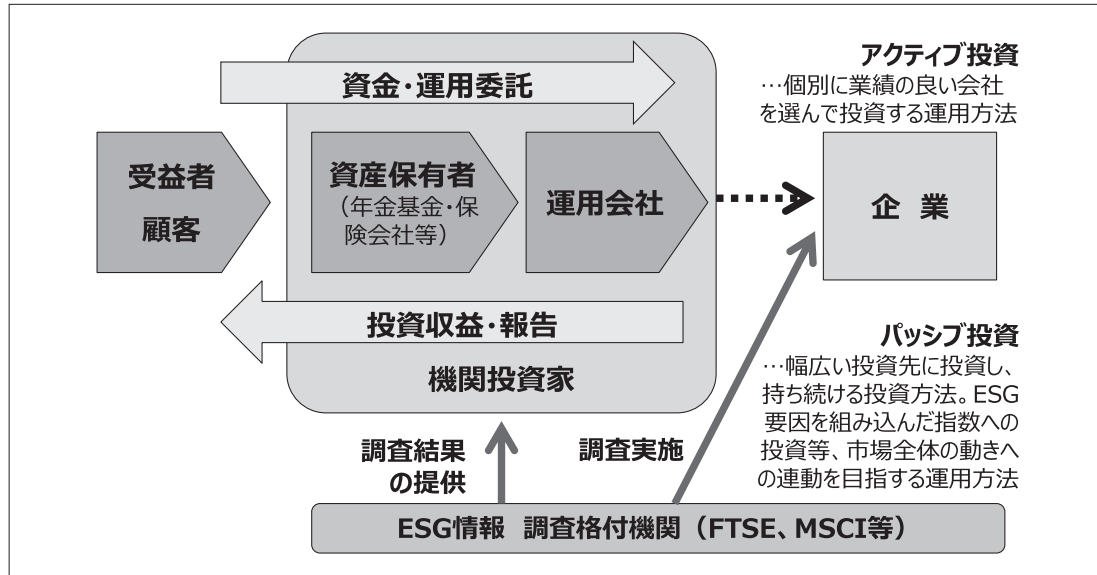 アクティブ投資
…個別に業績の良い会社
を選んで投資する運用方法
資金・運用委託
受益者
顧客
資産保有者
（年金基金・保
険会社等）
運用会社
企 業
投資収益・報告
機関投資家
パッシブ投資
…幅広い投資先に投資し、
持ち続ける投資方法。ESG
要因を組み込んだ指数への
投資等、市場全体の動きへ
の連動を目指する運用方法
調査結果
の提供
調査実施
ESG情報 調査格付機関（FTSE、MSCI等）